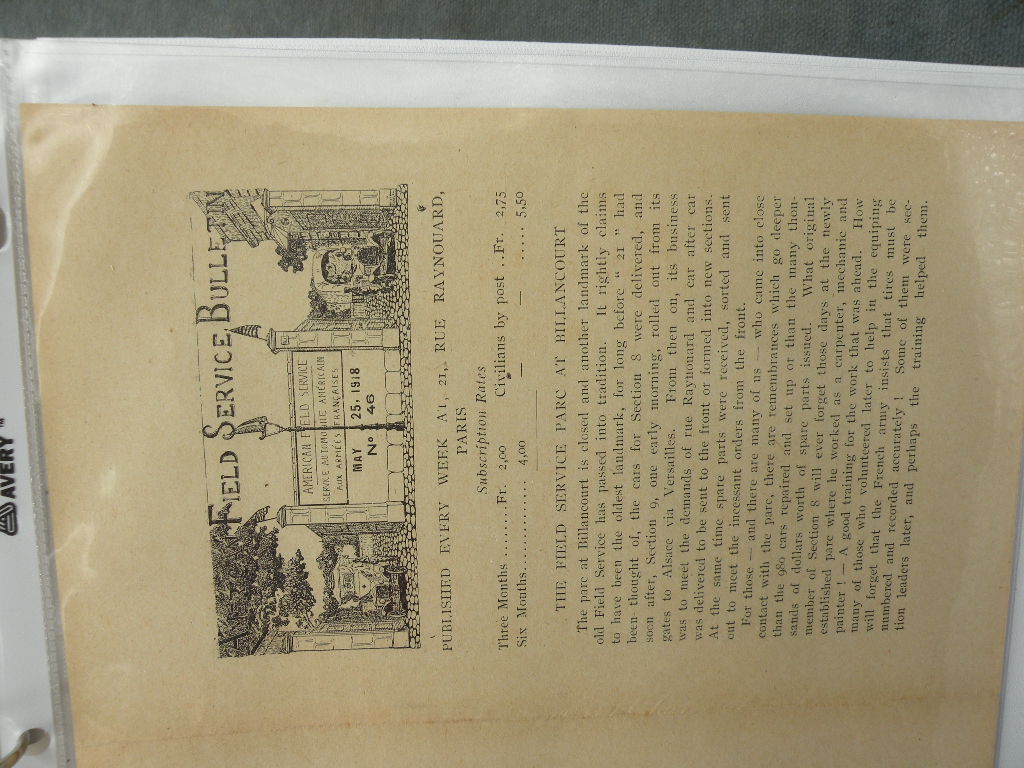 AVERY™
AMERICAN FIELD SERVICE BULLETIN
AMERICAN FIELD SERVICE
SERVICE AUTOMOBILE AMERICAIN
AUX ARMÉES FRANÇAISES
MAY 25, 1918
No 46
PUBLISHED EVERY WEEK AT, 21, RUE RAYNOUARD,
PARIS
Subscription Rates
Three Months ........Fr. 2,00 Civilians by post ..Fr. 2,75
Six Months............ 4,00 — — ..... 5,50
THE FIELD SERVICE PARC AT BILLANCOURT
The parc at Billancourt is closed and another landmark of the
old Field Service has passed into tradition. It rightly claims
to have been the oldest landmark, for long before “ 21 ” had
been thought of, the cars for Section 8 were delivered, and
soon after, Section 9, one early morning, rolled out from its
gates to Alsace via Versailles. From then on, its business
was to meet the demands of rue Raynouard and car after car
was delivered to be sent to the front or formed into new sections.
At the same time spare parts were received, sorted and sent
out to meet the incessant orders from the front.
For those — and there are many of us — who came into close
contact with the parc, there are remembrances which go deeper
than the 980 cars repaired and set up or than the many thou-
sands of dollars worth of spare parts issued. What original
member of Section 8 will ever forget those days at the newly
established parc where he worked as a carpenter, mechanic and
painter ! — A good training for the work that was ahead. How
many of those who volunteered later to help in the equiping
will forget that the French army insists that tires must be
numbered and recorded accurately ! Some of them were sec-
tion leaders later, and perhaps the training helped them.